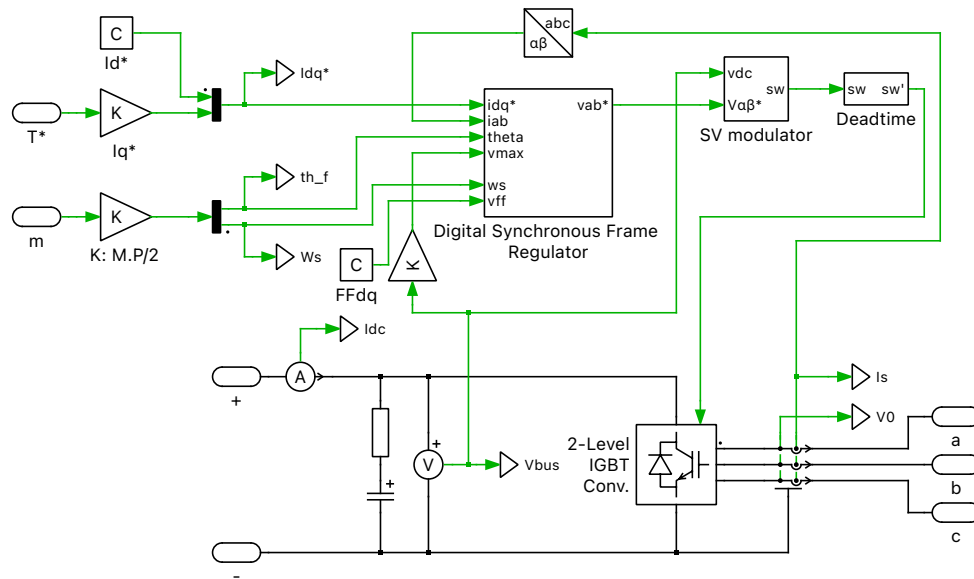 abc
αβ
C
Id*
Idq*
T*
K
Iq*
idq*
iab
theta
vmax
ws
vff
vab*
Digital Synchronous Frame
Regulator
vdc
Vαβ*
sw
SV modulator
sw
sw'
Deadtime
m
K
K: M.P/2
th_f
Ws
C
FFdq
K
Idc
A
+
+
V
+
Vbus
2-Level
IGBT
Conv.
Is
V0
a
b
c
-